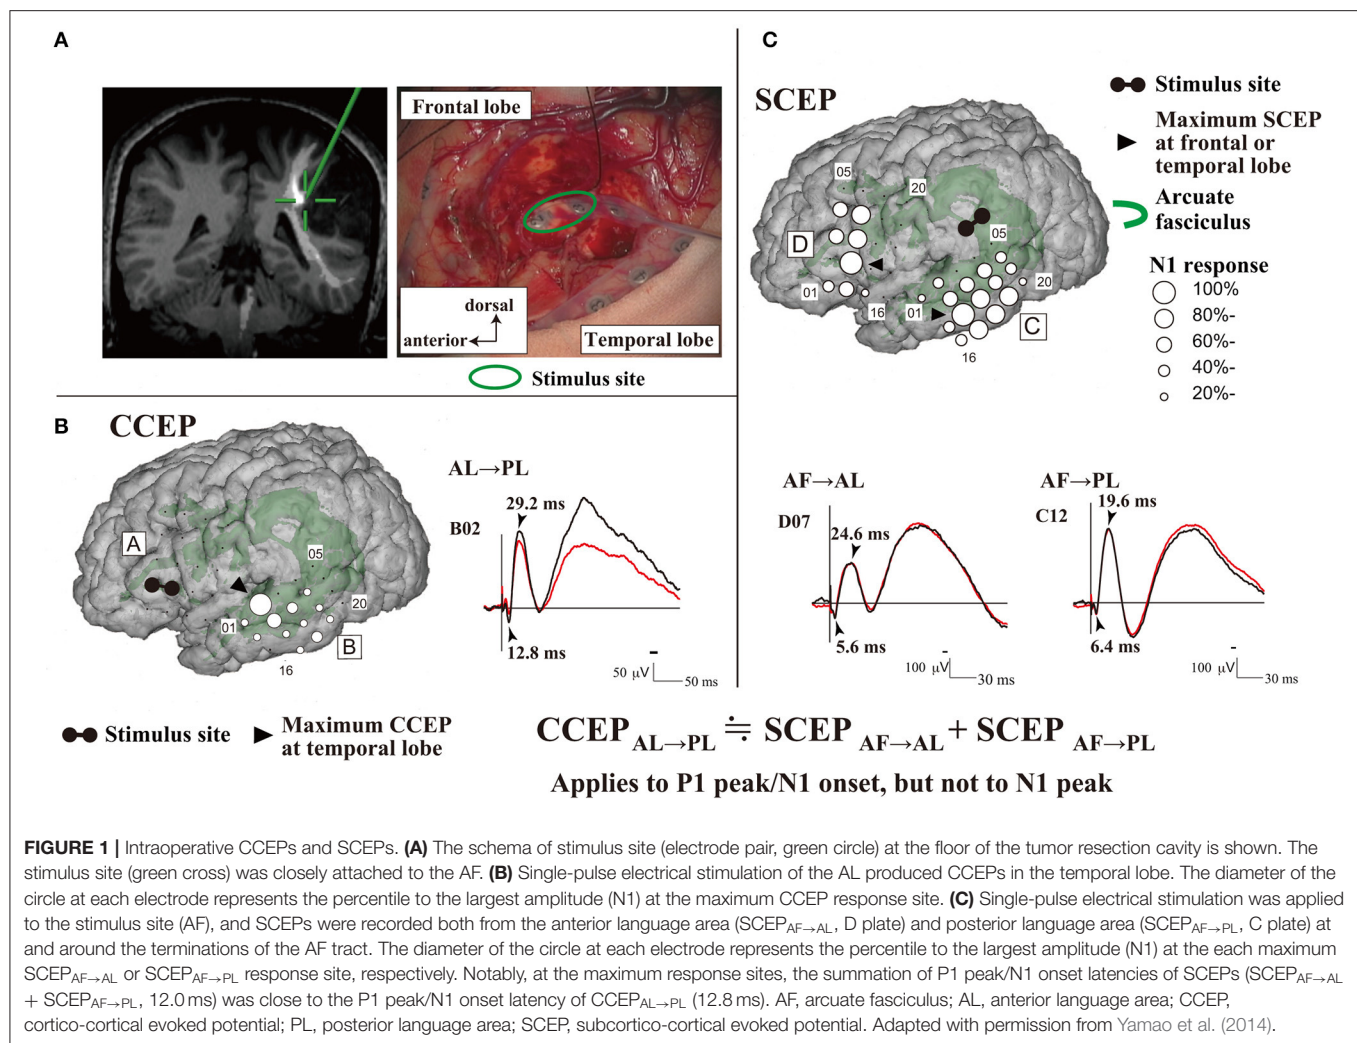 A
Frontal lobe
dorsal
anterior
Temporal lobe
Stimulus site
B
CCEP
A
05
20
01
B
16
AL→PL
29.2 ms
B02
12.8 ms
50 μV
50 ms
Stimulus site
Maximum CCEP
at temporal lobe
C
SCEP
05
20
D
05
01
16
01
20
C
16
Stimulus site
Maximum SCEP
at frontal or
temporal lobe
Arcuate
fasciculus
N1 response
100%
80%-
60%-
40%-
20%-
AF→AL
D07
24.6 ms
5.6 ms
100 μV
30 ms
AF→PL
19.6 ms
C12
6.4 ms
100 μV
30 ms
CCEP AL→PL ≒ SCEP AF→AL + SCEP AF→PL
Applies to P1 peak/N1 onset, but not to N1 peak
FIGURE 1 | Intraoperative CCEPs and SCEPs. (A) The schema of stimulus site (electrode pair, green circle) at the floor of the tumor resection cavity is shown. The
stimulus site (green cross) was closely attached to the AF. (B) Single-pulse electrical stimulation of the AL produced CCEPs in the temporal lobe. The diameter of the
circle at each electrode represents the percentile to the largest amplitude (N1) at the maximum CCEP response site. (C) Single-pulse electrical stimulation was applied
to the stimulus site (AF), and SCEPs were recorded both from the anterior language area (SCEPAF→AL, D plate) and posterior language area (SCEPAF→PL, C plate) at
and around the terminations of the AF tract. The diameter of the circle at each electrode represents the percentile to the largest amplitude (N1) at the each maximum
SCEPAF→AL or SCEPAF→PL response site, respectively. Notably, at the maximum response sites, the summation of P1 peak/N1 onset latencies of SCEPs (SCEPAF→AL
+ SCEPAF→PL, 12.0 ms) was close to the P1 peak/N1 onset latency of CCEPAL→PL (12.8 ms). AF, arcuate fasciculus; AL, anterior language area; CCEP,
cortico-cortical evoked potential; PL, posterior language area; SCEP, subcortico-cortical evoked potential. Adapted with permission from Yamao et al. (2014).